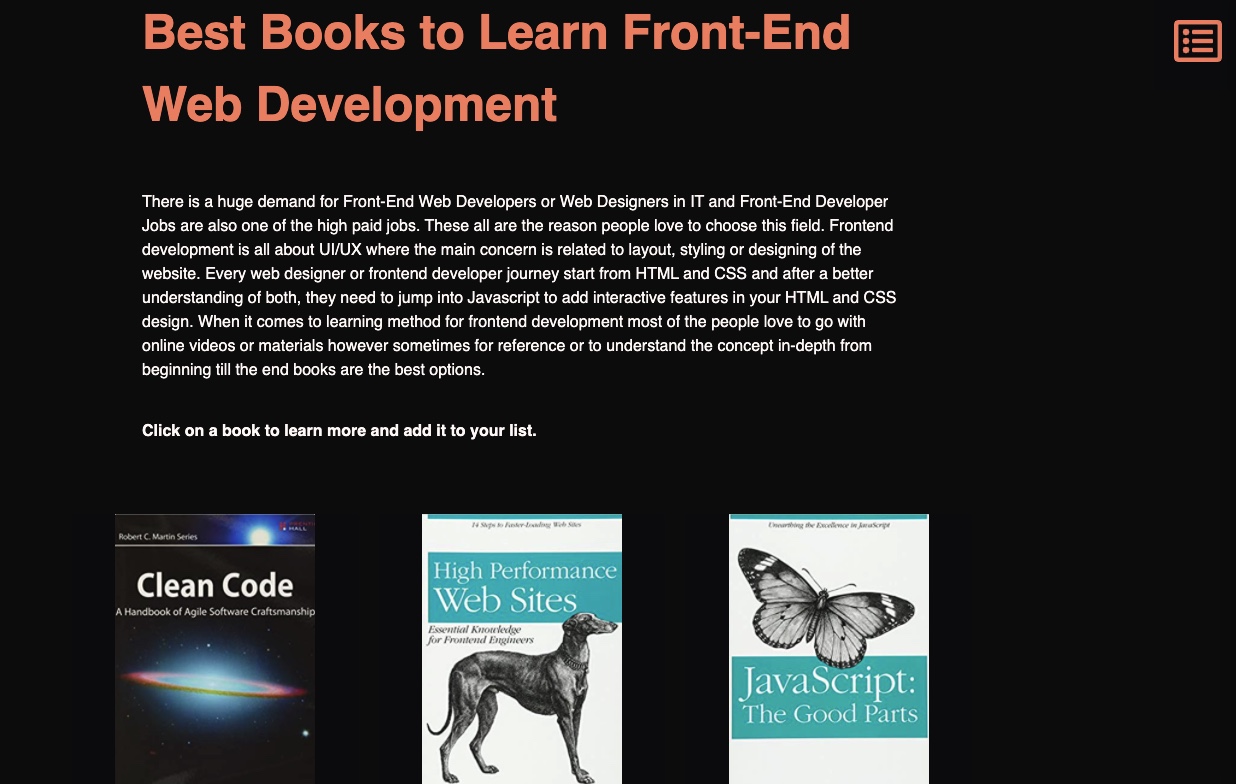 Best Books to Learn Front-End
Web Development
There is a huge demand for Front-End Web Developers or Web Designers in IT and Front-End Developer
Jobs are also one of the high paid jobs. These all are the reason people love to choose this field. Frontend
development is all about UI/UX where the main concern is related to layout, styling or designing of the
website. Every web designer or frontend developer journey start from HTML and CSS and after a better
understanding of both, they need to jump into Javascript to add interactive features in your HTML and CSS
design. When it comes to learning method for frontend development most of the people love to go with
online videos or materials however sometimes for reference or to understand the concept in-depth from
beginning till the end books are the best options.
Click on a book to learn more and add it to your list.
HALL
Robert C. Martin Series
Clean Code
A Handbook of Agile Software Craftsmanship
14 Steps to Faster-Loading Web Sites
High Performance
Web Sites
Essential Knowledge
for Frontend Engineers
Unearthing the Excellence in JavaScript
JavaScript:
The Good Parts